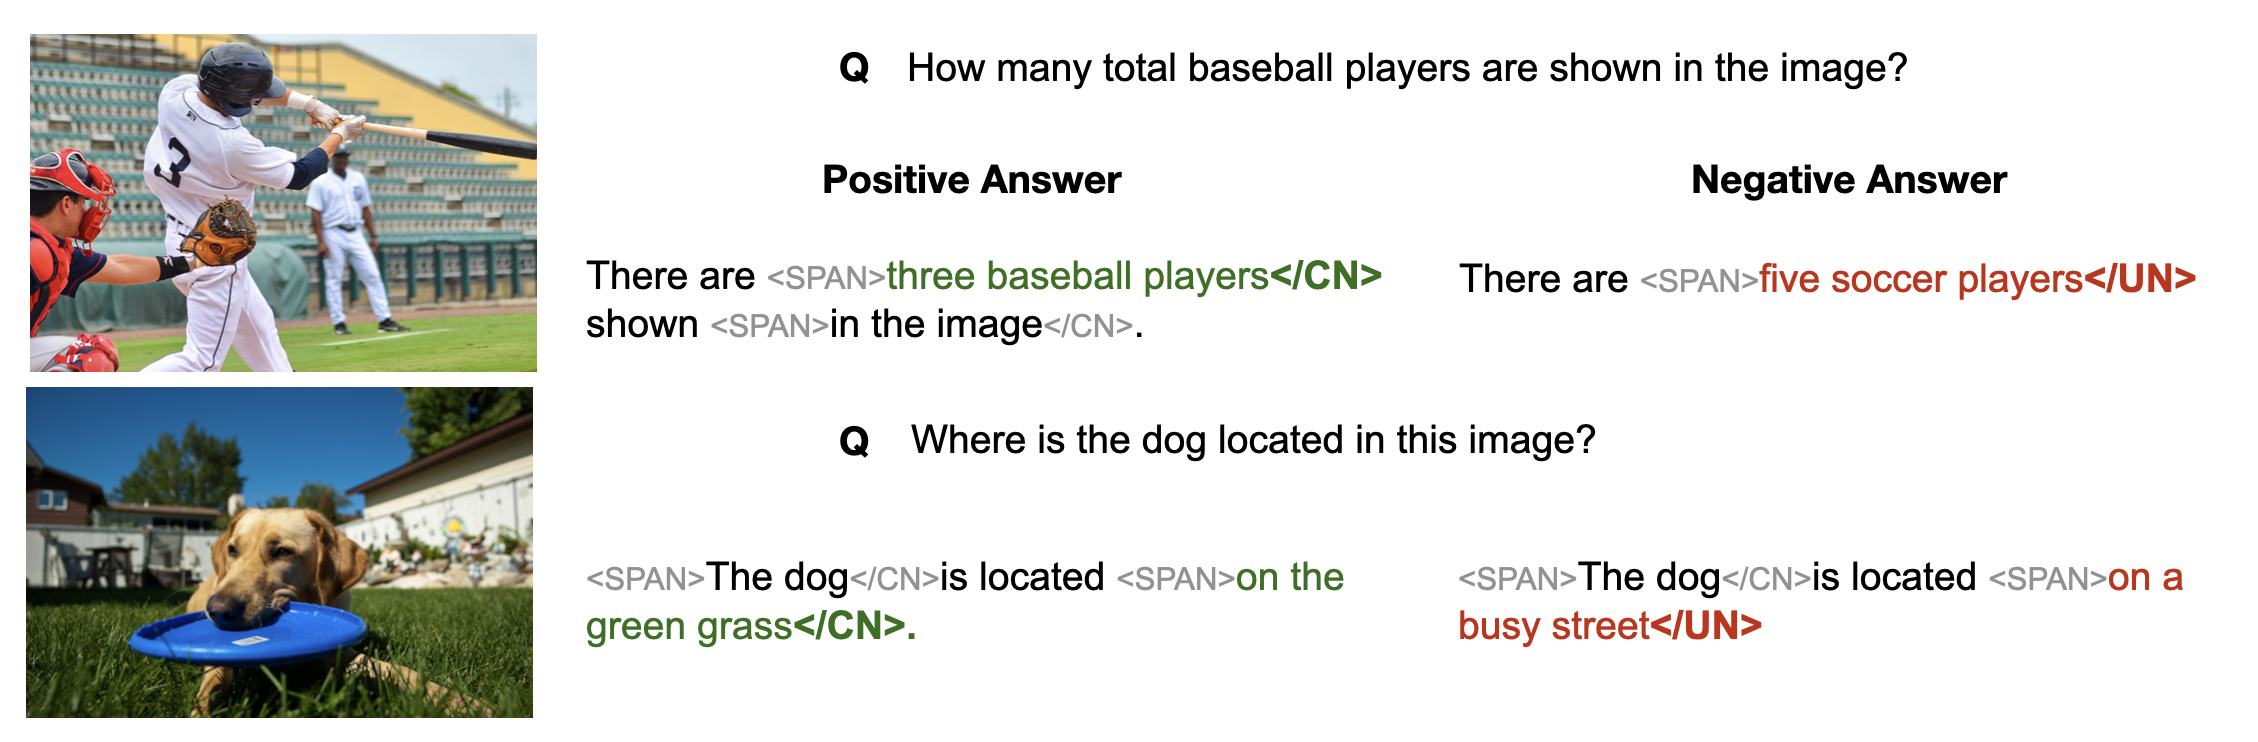 Q How many total baseball players are shown in the image?
Positive Answer
Negative Answer
There are <SPAN>three baseball players</CN>
shown <SPAN>in the image</CN>.
There are <SPAN>five soccer players</UN>
3
Q Where is the dog located in this image?
<SPAN>The dog</CN>is located <SPAN>on the
green grass</CN>.
<SPAN>The dog</CN>is located <SPAN>on a
busy street</UN>